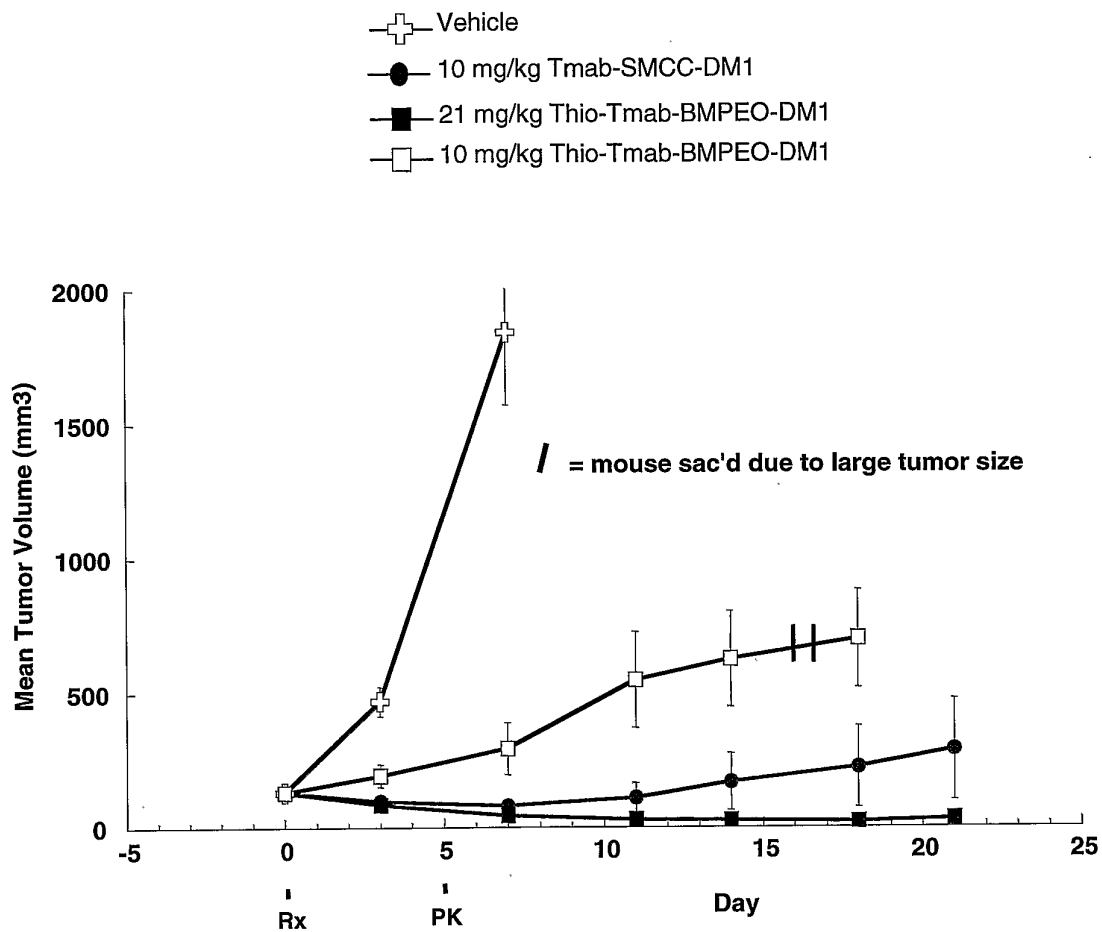 Vehicle
10 mg/kg Tmab-SMCC-DM1
21 mg/kg Thio-Tmab-BMPEO-DM1
10 mg/kg Thio-Tmab-BMPEO-DM1
2000
1500
1000
500
0
Mean Tumor Volume (mm3)
= mouse sac'd due to large tumor size
-5
0
5
10
15
20
25
Rx
PK
Day